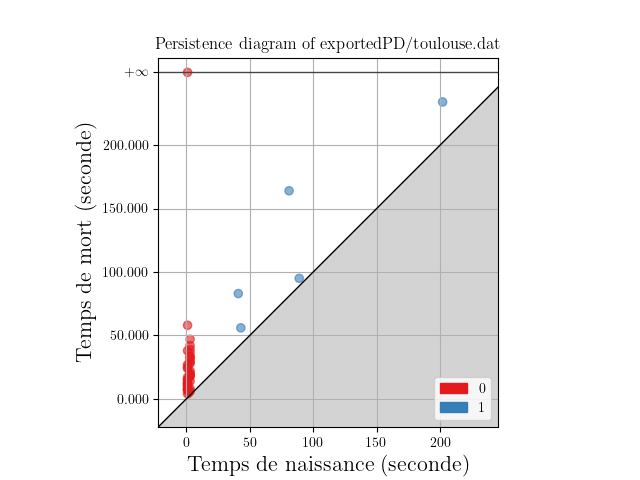 Persistence diagram of exportedPD/toulouse.dat
+∞
200.000
150.000
100.000
50.000
0.000
Temps de mort (seconde)
0 50 100 150 200
Temps de naissance (seconde)
0
1